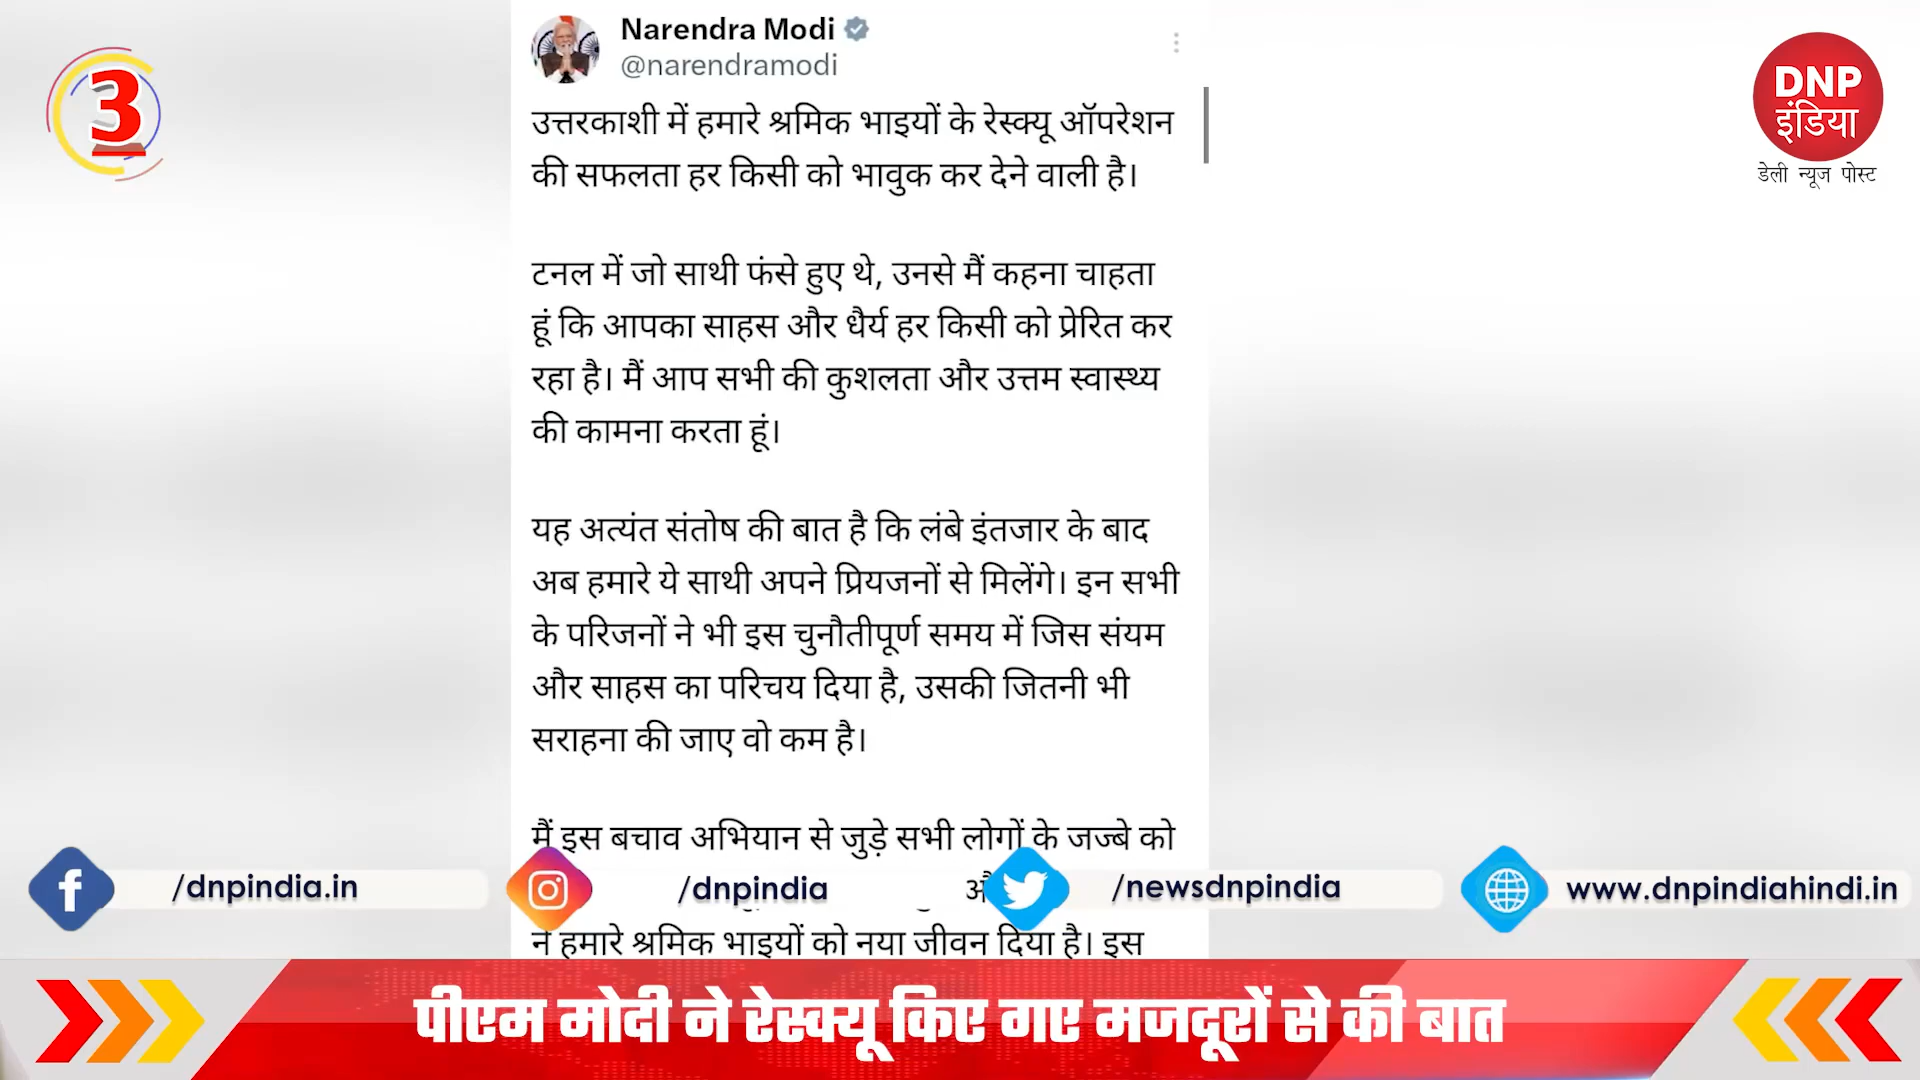 3
Narendra Modi
@narendramodi
DNP
इंडिया
डेली न्यूज पोस्ट
उत्तरकाशी में हमारे श्रमिक भाइयों के रेस्क्यू ऑपरेशन
की सफलता हर किसी को भावुक कर देने वाली है।
टनल में जो साथी फंसे हुए थे, उनसे मैं कहना चाहता
हूं कि आपका साहस और धैर्य हर किसी को प्रेरित कर
रहा है। मैं आप सभी की कुशलता और उत्तम स्वास्थ्य
की कामना करता हूं।
यह अत्यंत संतोष की बात है कि लंबे इंतजार के बाद
अब हमारे ये साथी अपने प्रियजनों से मिलेंगे। इन सभी
के परिजनों ने भी इस चुनौतीपूर्ण समय में जिस संयम
और साहस का परिचय दिया है, उसकी जितनी भी
सराहना की जाए वो कम है।
मैं इस बचाव अभियान से जुड़े सभी लोगों के जज्बे को
/dnpindia.in
/dnpindia
/newsdnpindia
www.dnpindiahindi.in
ने हमारे श्रमिक भाइयों को नया जीवन दिया है। इस
पीएम मोदी ने रेस्क्यू किए गए मजदूरों से की बात